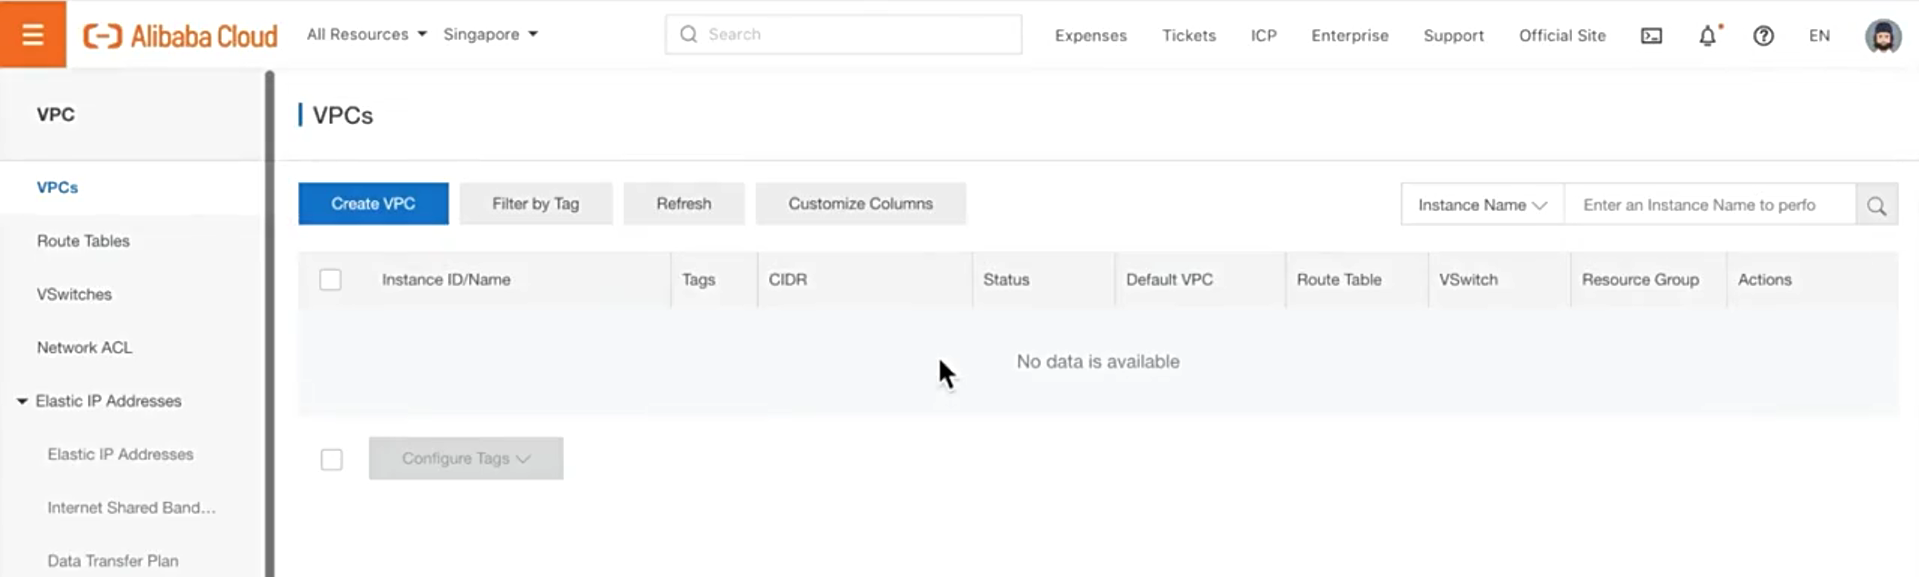 Alibaba Cloud
All Resources
Singapore
Search
Expenses
Tickets
ICP
Enterprise
Support
Official Site
EN
VPC
VPCs
Route Tables
VSwitches
Network ACL
Elastic IP Addresses
Elastic IP Addresses
Internet Shared Band...
Data Transfer Plan
VPCs
Create VPC
Filter by Tag
Refresh
Customize Columns
Instance Name
Enter an Instance Name to perfo
Instance ID/Name
Tags
CIDR
Status
Default VPC
Route Table
VSwitch
Resource Group
Actions
No data is available
Configure Tags